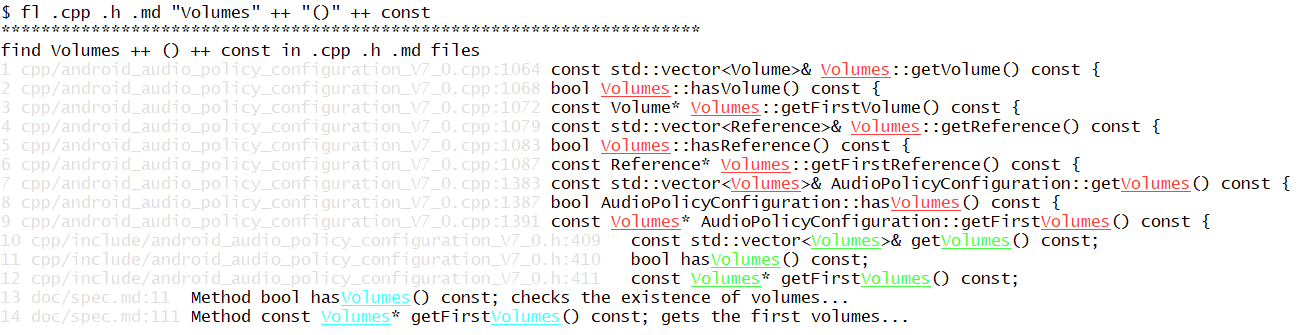 $ fl .cpp .h .md "Volumes" ++ "()" ++ const
**********************************************************************
find Volumes ++ () ++ const in .cpp .h .md files
1 cpp/android_audio_policy_configuration_V7_0.cpp:1064 const std::vector<Volume>& Volumes::getVolume() const {
2 cpp/android_audio_policy_configuration_V7_0.cpp:1068 bool Volumes::hasVolume() const {
3 cpp/android_audio_policy_configuration_V7_0.cpp:1072 const Volume* Volumes::getFirstVolume() const {
4 cpp/android_audio_policy_configuration_V7_0.cpp:1079 const std::vector<Reference>& Volumes::getReference() const {
5 cpp/android_audio_policy_configuration_V7_0.cpp:1083 bool Volumes::hasReference() const {
6 cpp/android_audio_policy_configuration_V7_0.cpp:1087 const Reference* Volumes::getFirstReference() const {
7 cpp/android_audio_policy_configuration_V7_0.cpp:1383 const std::vector<Volumes>& AudioPolicyConfiguration::getVolumes() const {
8 cpp/android_audio_policy_configuration_V7_0.cpp:1387 bool AudioPolicyConfiguration::hasVolumes() const {
9 cpp/android_audio_policy_configuration_V7_0.cpp:1391 const Volumes* AudioPolicyConfiguration::getFirstVolumes() const {
10 cpp/include/android_audio_policy_configuration_V7_0.h:409   const std::vector<Volumes>& getVolumes() const;
11 cpp/include/android_audio_policy_configuration_V7_0.h:410   bool hasVolumes() const;
12 cpp/include/android_audio_policy_configuration_V7_0.h:411   const Volumes* getFirstVolumes() const;
13 doc/spec.md:11  Method bool hasVolumes() const; checks the existence of volumes...
14 doc/spec.md:111 Method const Volumes* getFirstVolumes() const; gets the first volumes...